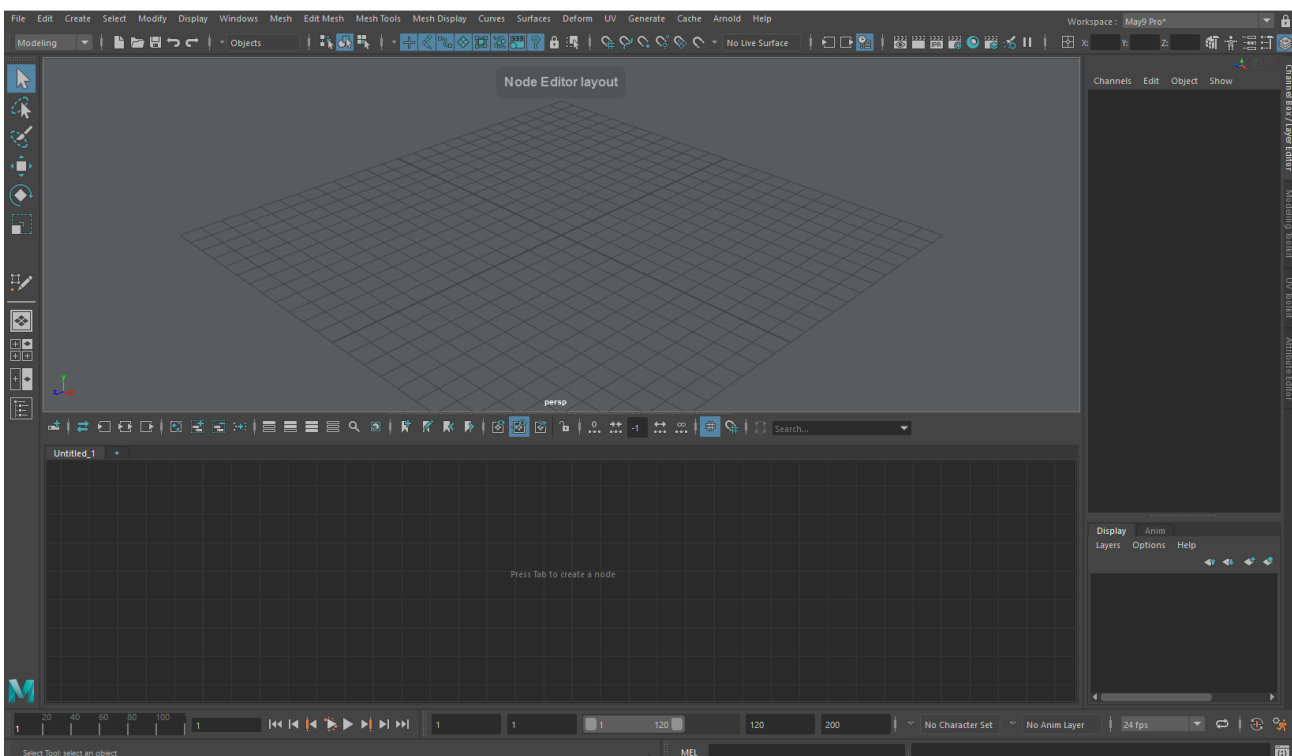 File Edit Create Select Modify Display Windows Mesh Edit Mesh Mesh Tools Mesh Display Curves Surfaces Deform UV Generate Cache Arnold Help
Workspace : May9 Pro*
Modeling
Objects
No Live Surface
X:
Y:
Z:
Node Editor layout
Channels Edit Object Show
Channel Box / Layer Editor
Modeling Toolkit
UV Toolkit
Attribute Editor
y
persp
0
-1
∞
Search...
Untitled_1 +
Press Tab to create a node
Display Anim
Layers Options Help
M
20 40 60 80 100
1
1
1
1
1 120
120
200
No Character Set
No Anim Layer
24 fps
Select Tool: select an object
MEL